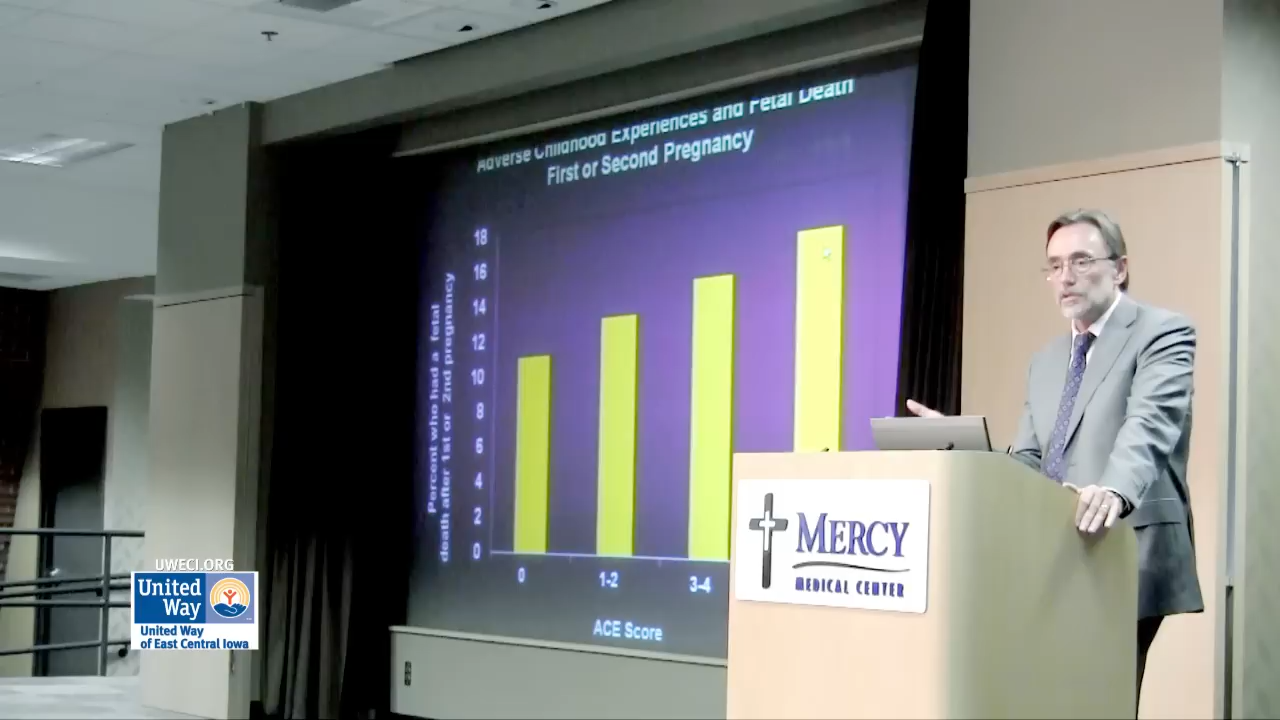 Adverse Childhood Experiences and Fetal Death
First or Second Pregnancy
18
16
14
12
10
8
6
4
2
0
Percent who had a fetal
death after 1st or 2nd pregnancy
0
1-2
3-4
ACE Score
MERCY
MEDICAL CENTER
UWECI.ORG
United
Way
United Way
of East Central Iowa